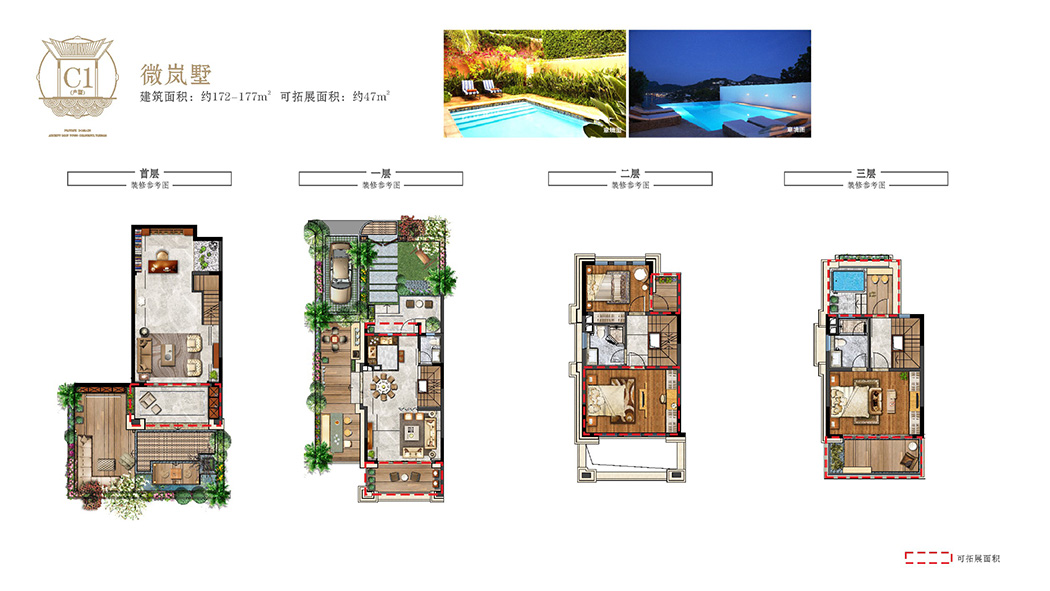 C1
(户型)
微岚墅
建筑面积：约172-177m² 可拓展面积：约47m²
意境图
意境图
首层
装修参考图
一层
装修参考图
二层
装修参考图
三层
装修参考图
可拓展面积